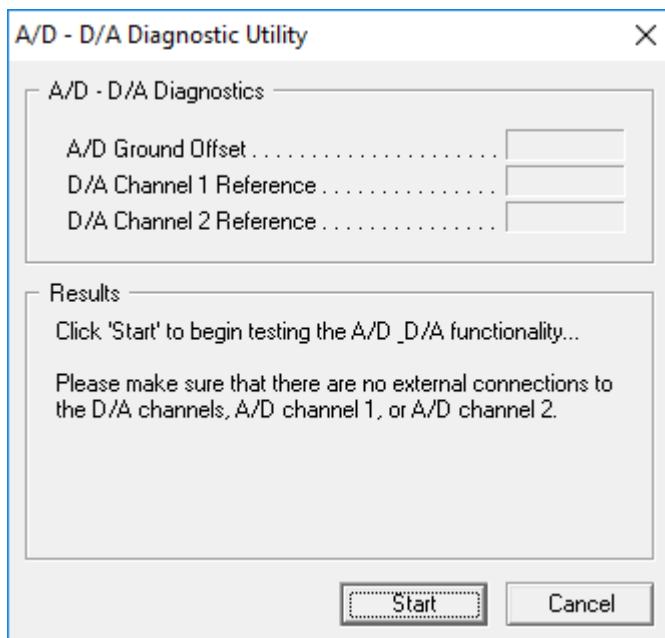 A/D - D/A Diagnostic Utility
A/D - D/A Diagnostics
A/D Ground Offset . . . . . . . . . . . . . . . . . . . . .
D/A Channel 1 Reference . . . . . . . . . . . . . . .
D/A Channel 2 Reference . . . . . . . . . . . . . . .
Results
Click 'Start' to begin testing the A/D _D/A functionality...
Please make sure that there are no external connections to
the D/A channels, A/D channel 1, or A/D channel 2.
Start Cancel